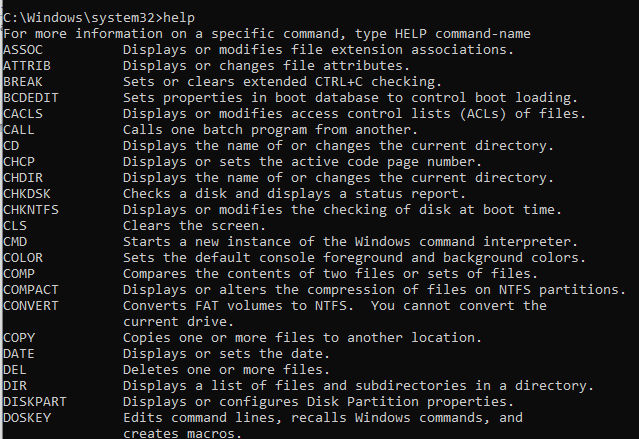 C:\Windows\system32>help
For more information on a specific command, type HELP command-name
ASSOC          Displays or modifies file extension associations.
ATTRIB         Displays or changes file attributes.
BREAK          Sets or clears extended CTRL+C checking.
BCDEDIT        Sets properties in boot database to control boot loading.
CACLS          Displays or modifies access control lists (ACLs) of files.
CALL           Calls one batch program from another.
CD             Displays the name of or changes the current directory.
CHCP           Displays or sets the active code page number.
CHDIR          Displays the name of or changes the current directory.
CHKDSK         Checks a disk and displays a status report.
CHKNTFS        Displays or modifies the checking of disk at boot time.
CLS            Clears the screen.
CMD            Starts a new instance of the Windows command interpreter.
COLOR          Sets the default console foreground and background colors.
COMP           Compares the contents of two files or sets of files.
COMPACT        Displays or alters the compression of files on NTFS partitions.
CONVERT        Converts FAT volumes to NTFS.  You cannot convert the
               current drive.
COPY           Copies one or more files to another location.
DATE           Displays or sets the date.
DEL            Deletes one or more files.
DIR            Displays a list of files and subdirectories in a directory.
DISKPART       Displays or configures Disk Partition properties.
DOSKEY         Edits command lines, recalls Windows commands, and
               creates macros.